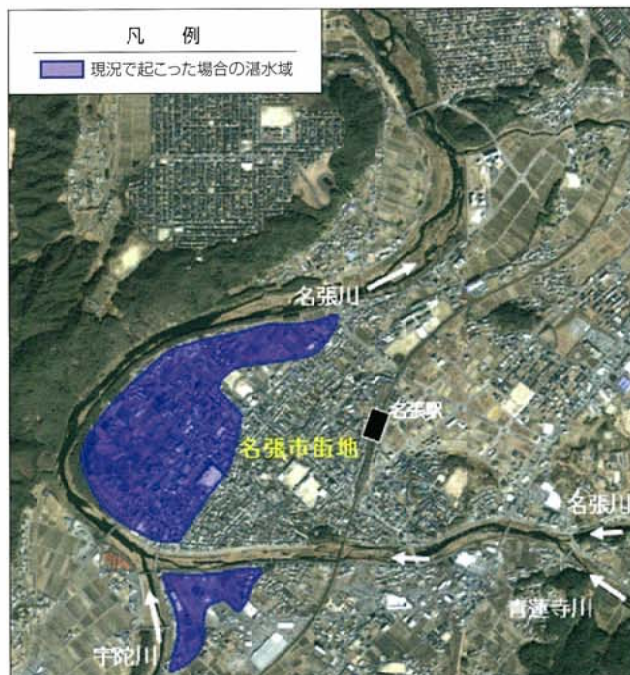 凡 例
現況で起こった場合の湛水域
名張川
名張駅
名張市街地
名張川
青蓮寺川
宇陀川